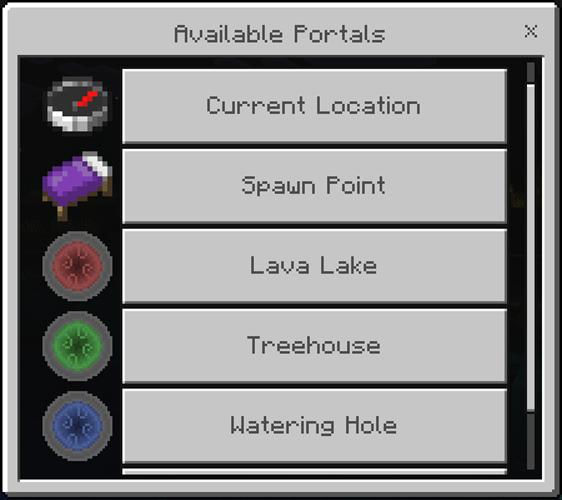 Available Portals
Current Location
Spawn Point
Lava Lake
Treehouse
Watering Hole